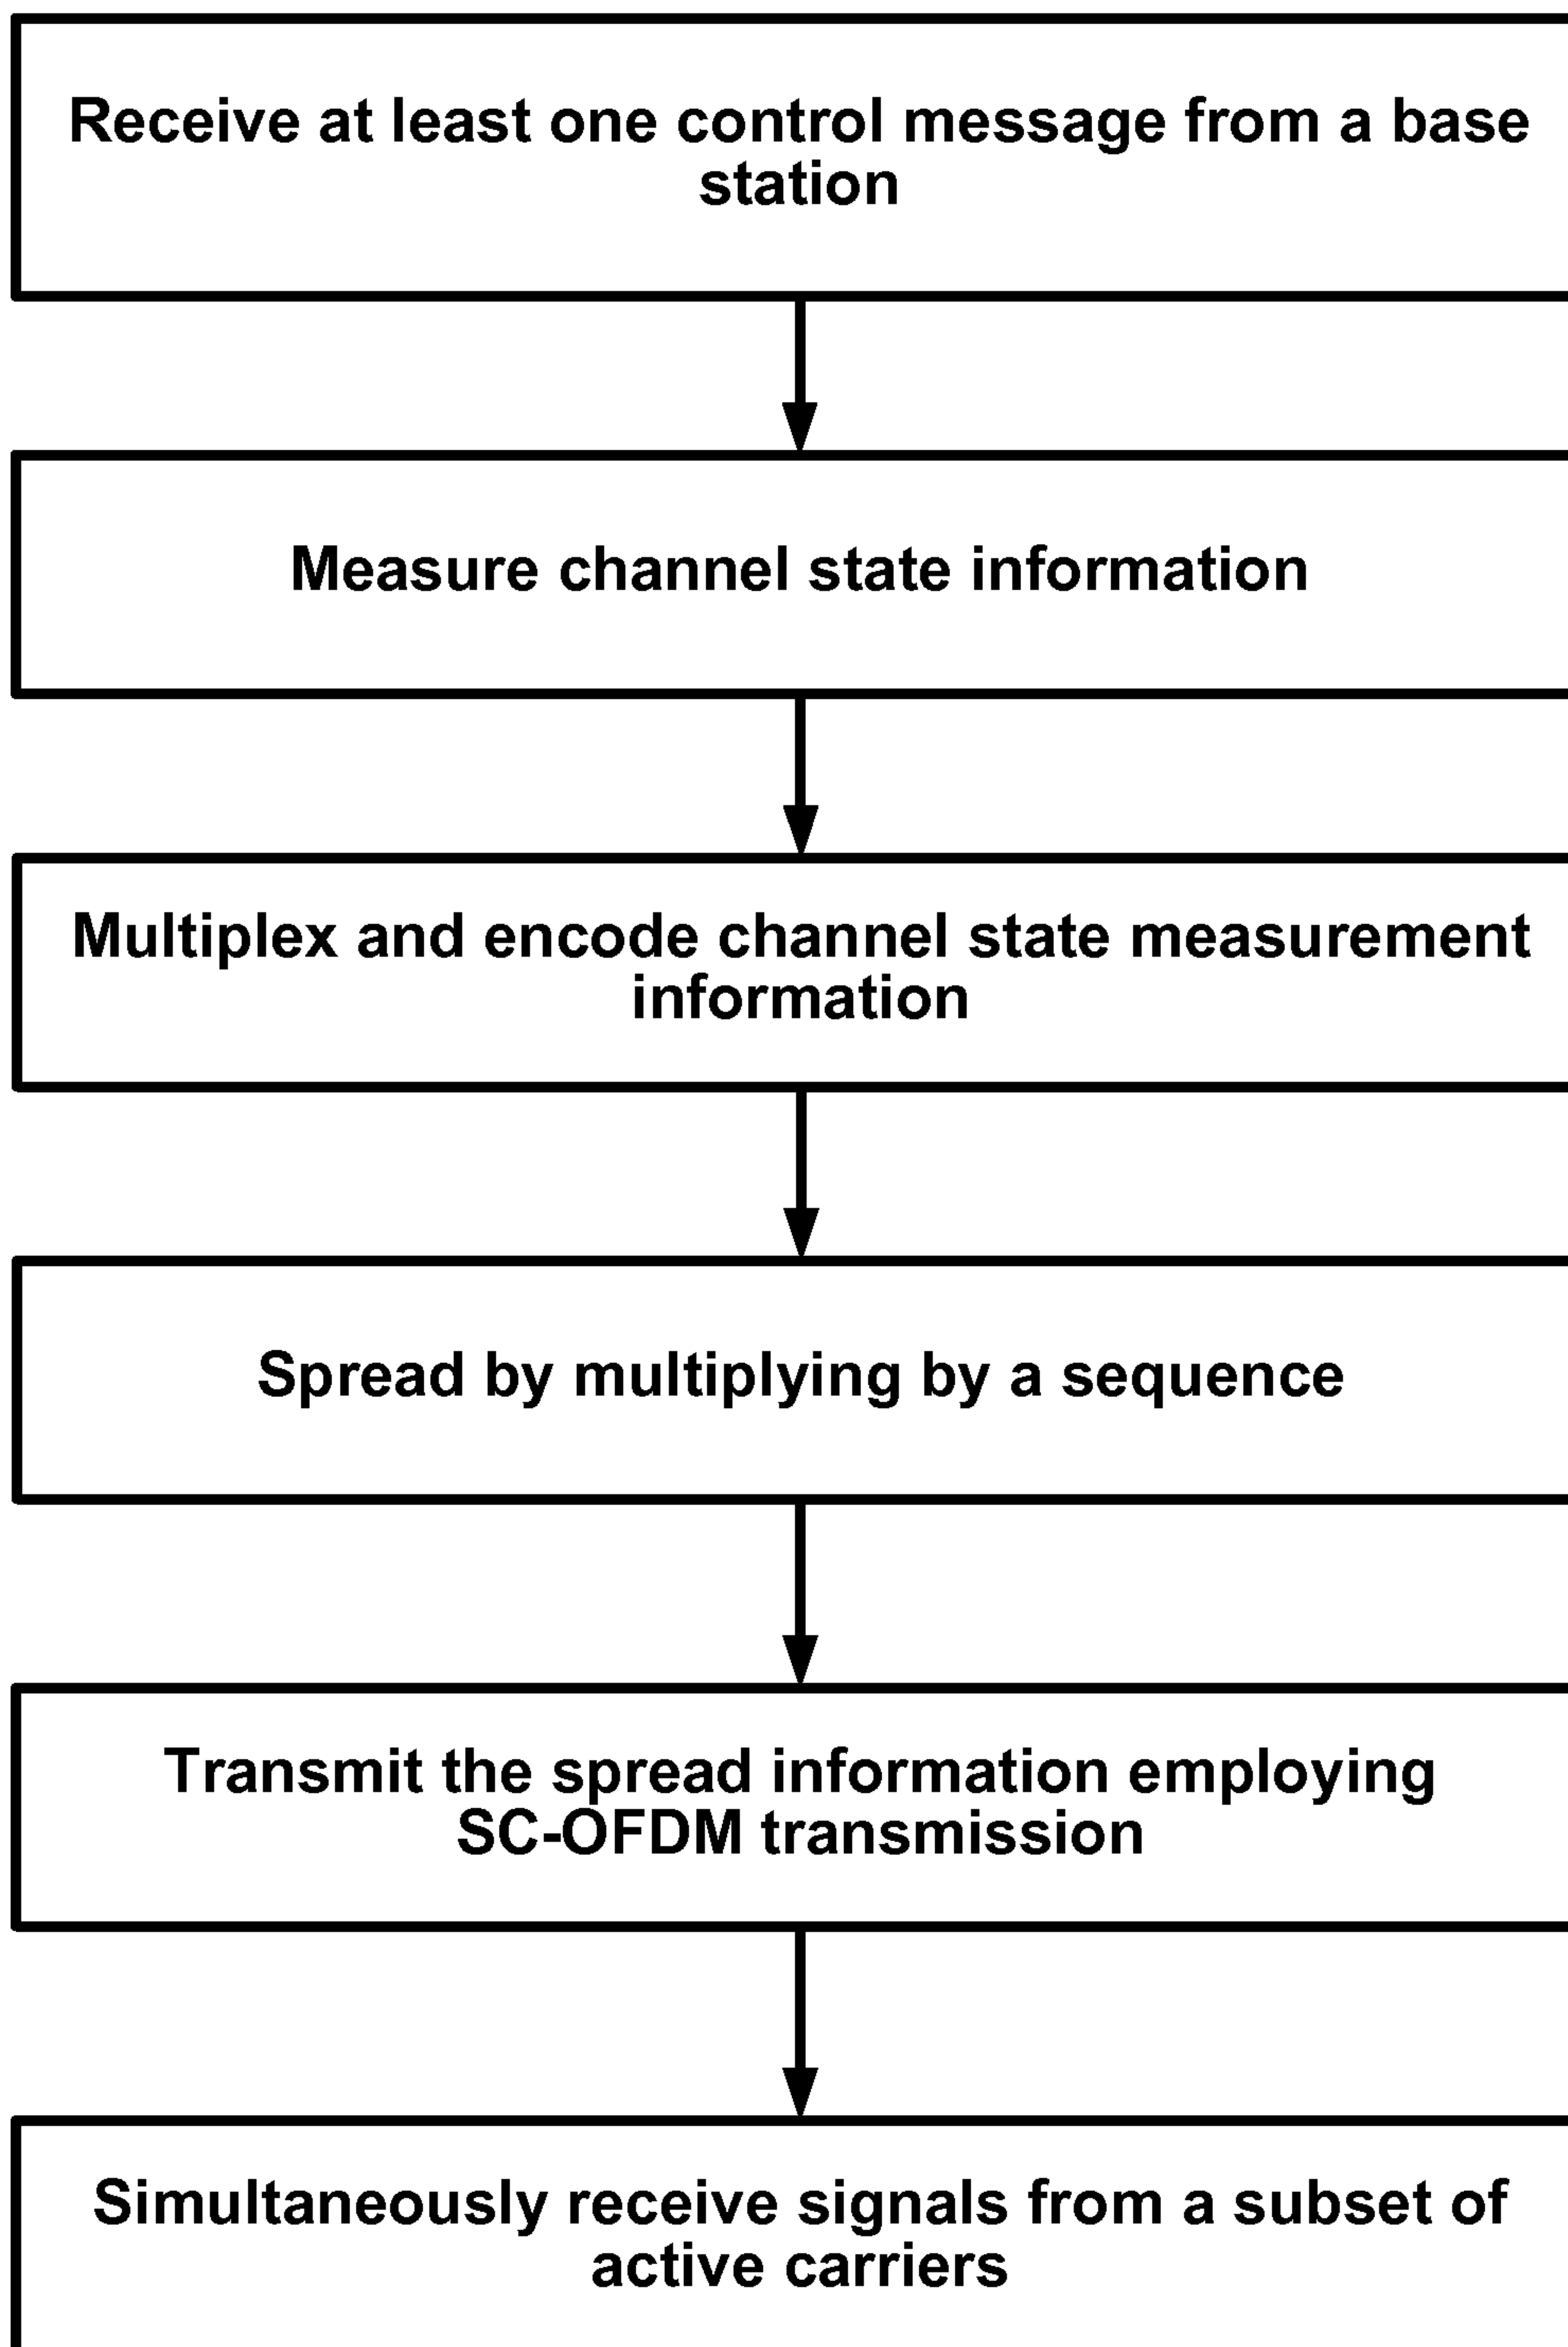 Receive at least one control message from a base
station
Measure channel state information
Multiplex and encode channel state measurement
information
Spread by multiplying by a sequence
Transmit the spread information employing
SC-OFDM transmission
Simultaneously receive signals from a subset of
active carriers